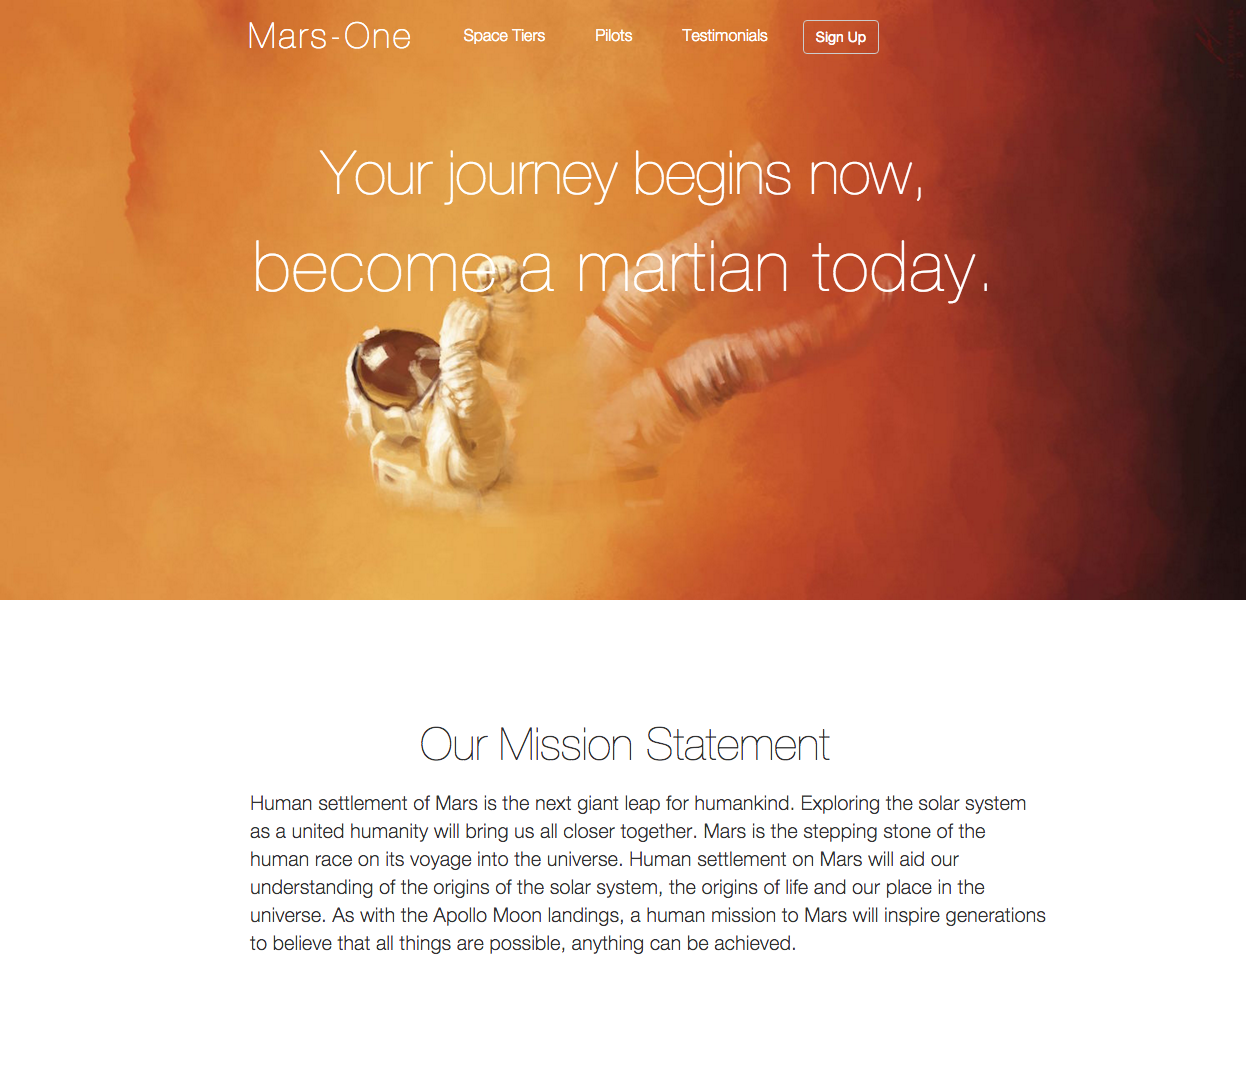 Mars-One Space Tiers Pilots Testimonials Sign Up
Your journey begins now,
become a martian today.
Our Mission Statement
Human settlement of Mars is the next giant leap for humankind. Exploring the solar system
as a united humanity will bring us all closer together. Mars is the stepping stone of the
human race on its voyage into the universe. Human settlement on Mars will aid our
understanding of the origins of the solar system, the origins of life and our place in the
universe. As with the Apollo Moon landings, a human mission to Mars will inspire generations
to believe that all things are possible, anything can be achieved.